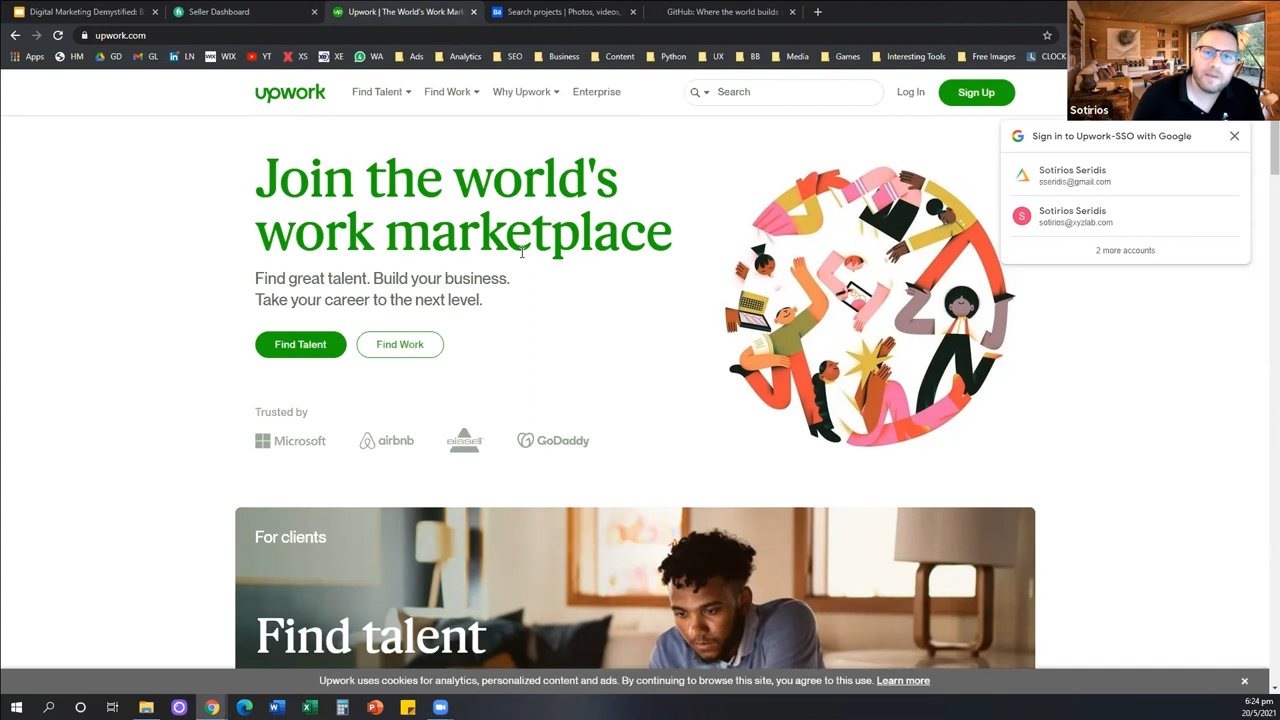 Digital Marketing Demystified: B
Seller Dashboard
Upwork | The World's Work Mar
Search projects | Photos, videos,
GitHub: Where the world builds
upwork.com
Apps HM GD GL LN WIX YT XS XE WA Ads Analytics SEO Business Content Python UX BB Media Games Interesting Tools Free Images CLOCK
Sotirios
upwork Find Talent Find Work Why Upwork Enterprise Search Log In Sign Up
Sign in to Upwork-SSO with Google
Sotirios Seridis
sseridis@gmail.com
S
Sotirios Seridis
sotirios@xyzlab.com
2 more accounts
Join the world's
work marketplace
Find great talent. Build your business.
Take your career to the next level.
Find Talent Find Work
Trusted by
Microsoft airbnb BISSELL GoDaddy
For clients
Find talent
Upwork uses cookies for analytics, personalized content and ads. By continuing to browse this site, you agree to this use. Learn more
6:24 pm
20/5/2021